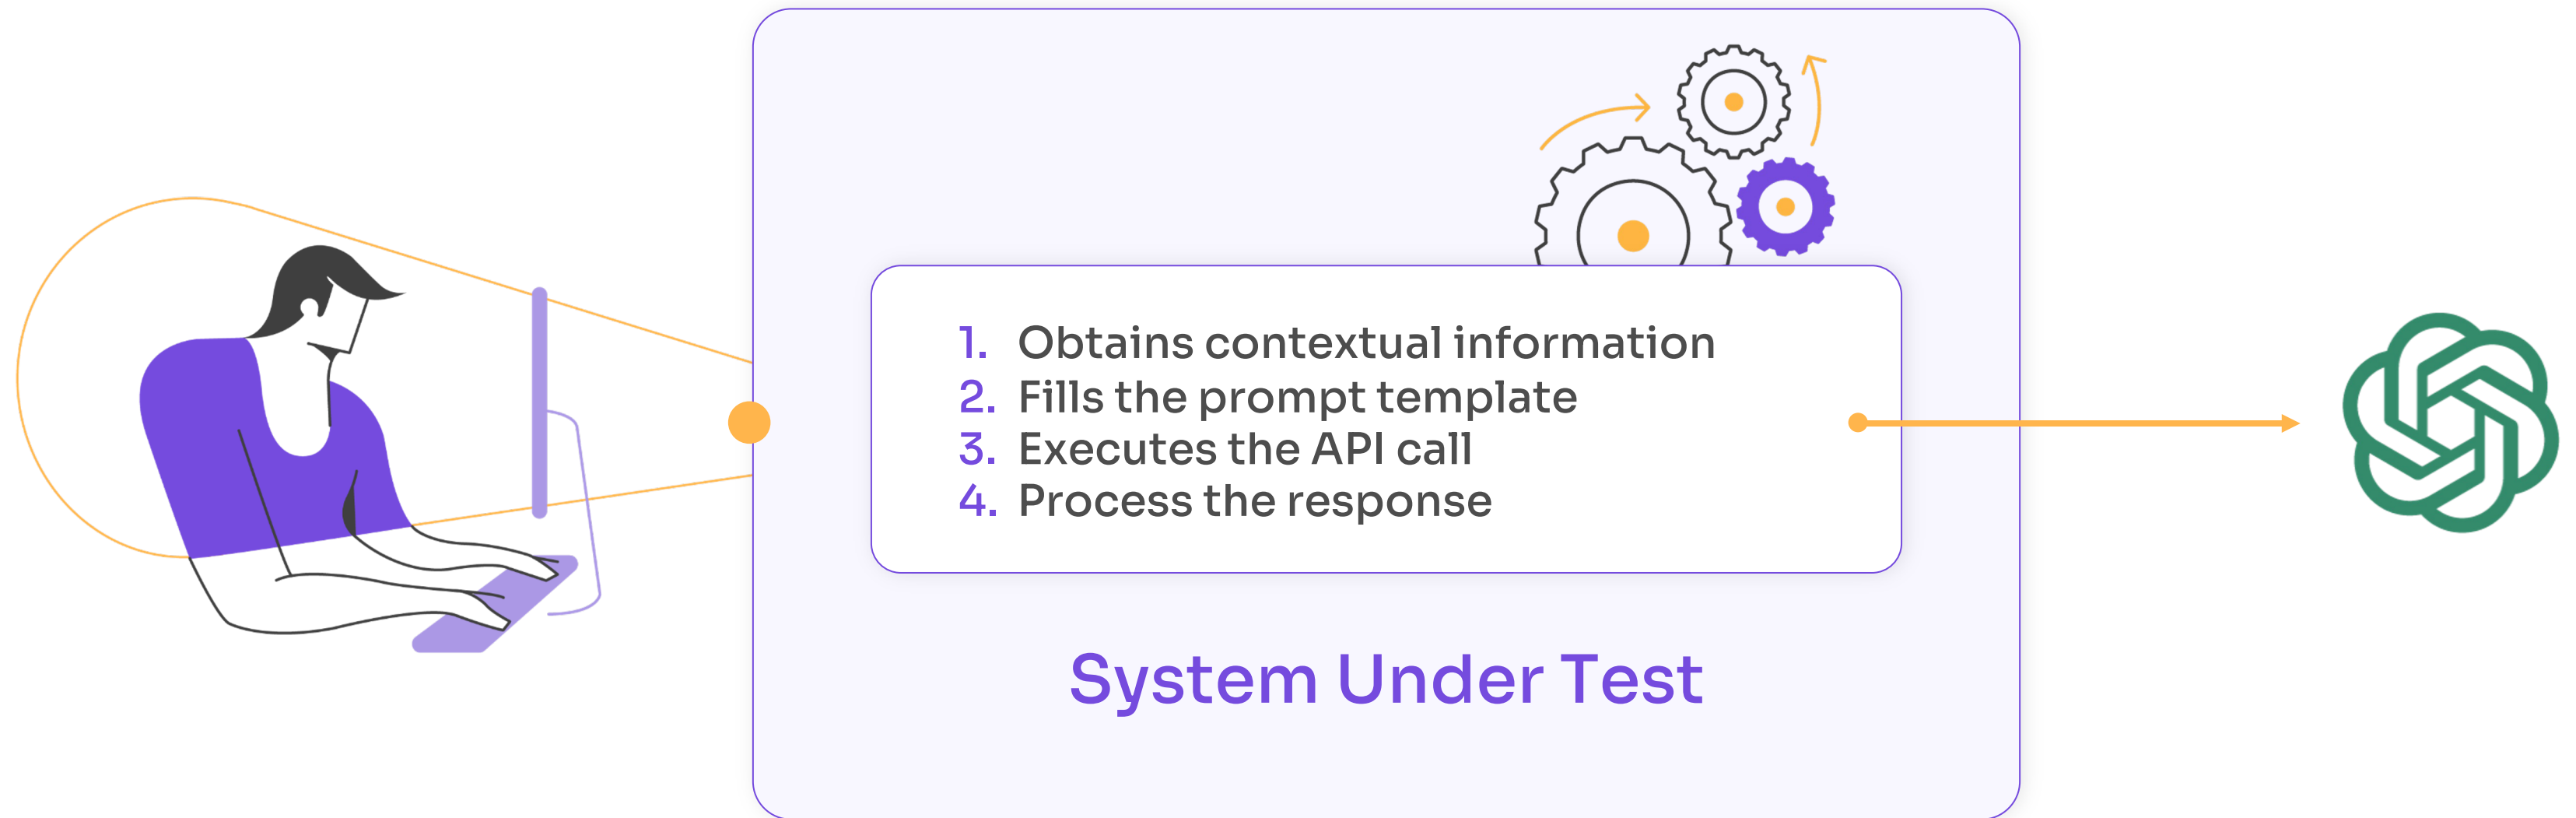 1. Obtains contextual information
2. Fills the prompt template
3. Executes the API call
4. Process the response
System Under Test